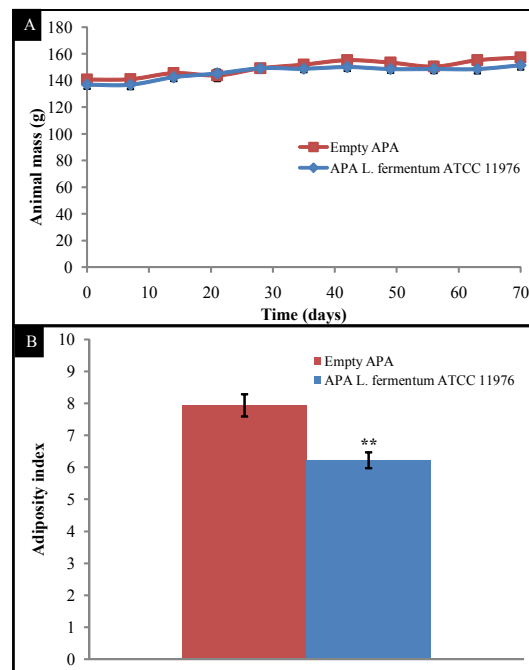 A
180
160
140
120
100
80
60
40
20
0
Animal mass (g)
Empty APA
APA L. fermentum ATCC 11976
0 10 20 30 40 50 60 70
Time (days)
B
10
9
8
7
6
5
4
3
2
1
0
Adiposity index
Empty APA
APA L. fermentum ATCC 11976
**